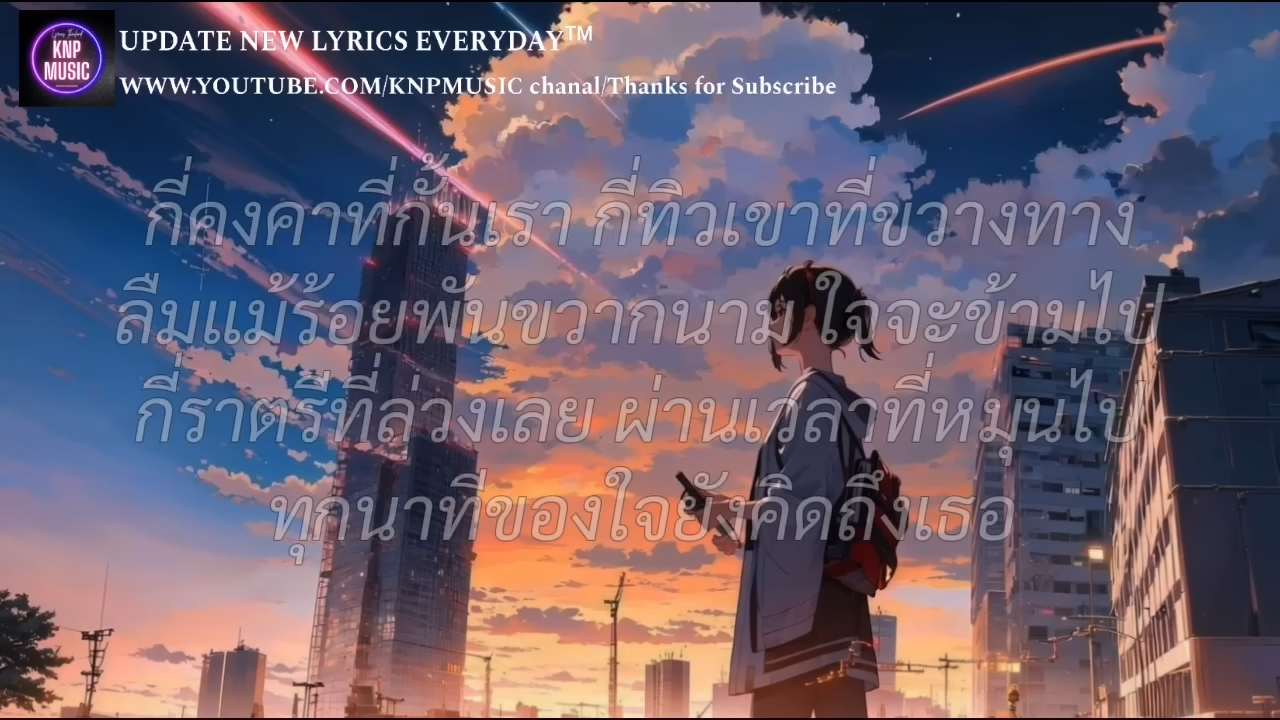 Lyrics Thailand
KNP
MUSIC
UPDATE NEW LYRICS EVERYDAY™
WWW.YOUTUBE.COM/KNPMUSIC chanal/Thanks for Subscribe
กี่คงคาที่กั้นเรา กี่ทิวเขาที่ขวางทาง
ลืมแม้ร้อยพันขวากนาม ใจจะข้ามไป
กี่ราตรีที่ล่วงเลย ผ่านเวลาที่หมุนไป
ทุกนาทีของใจยังคิดถึงเธอ